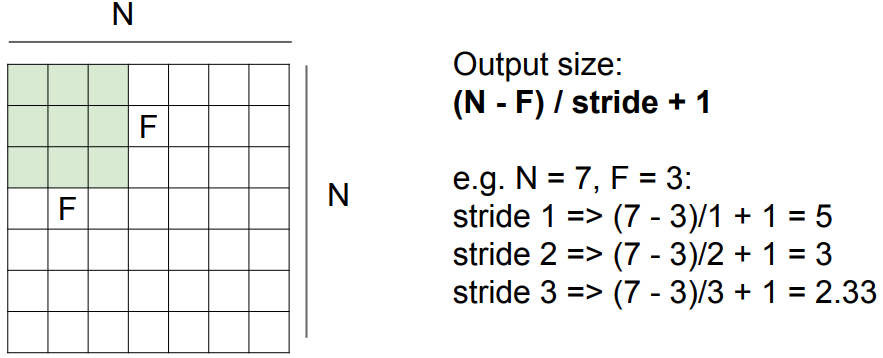 N
F
F
N
Output size:
(N - F) / stride + 1
e.g. N = 7, F = 3:
stride 1 => (7 - 3)/1 + 1 = 5
stride 2 => (7 - 3)/2 + 1 = 3
stride 3 => (7 - 3)/3 + 1 = 2.33